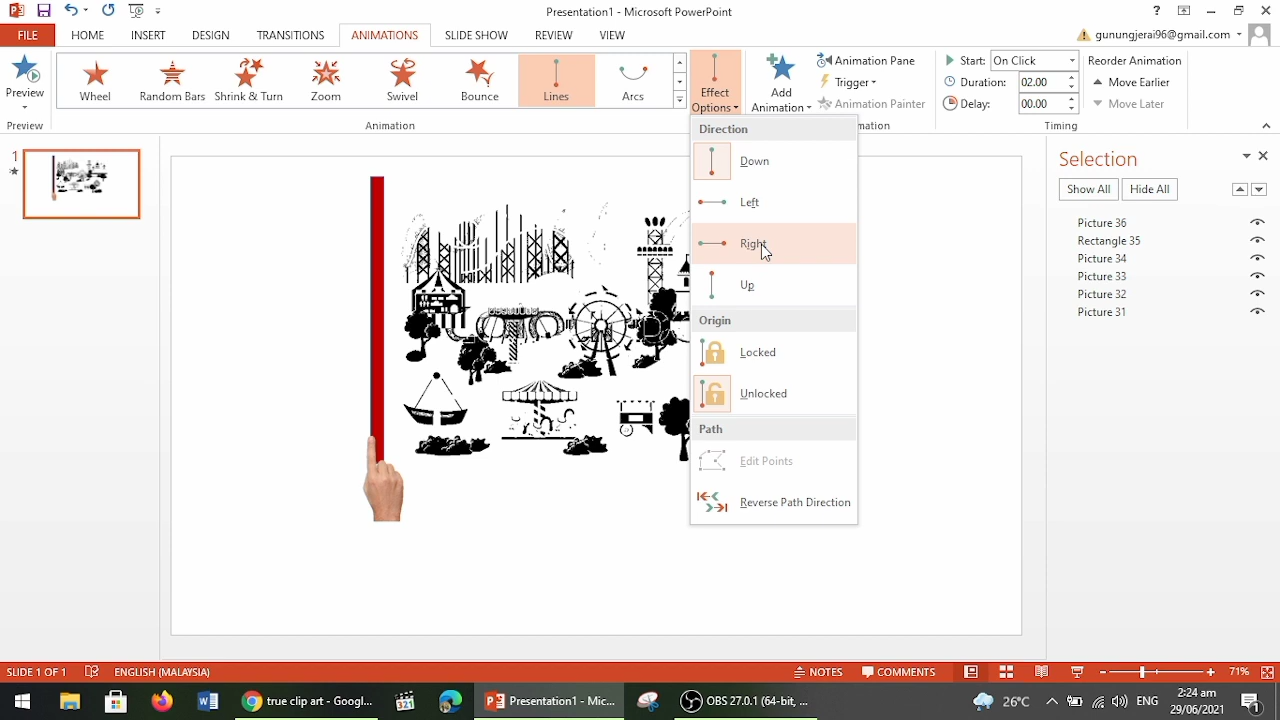 Presentation1 - Microsoft PowerPoint
?
FILE
HOME
INSERT
DESIGN
TRANSITIONS
ANIMATIONS
SLIDE SHOW
REVIEW
VIEW
gunungjerai96@gmail.com
Preview
Wheel
Random Bars
Shrink & Turn
Zoom
Swivel
Bounce
Lines
Arcs
Effect
Options
Add
Animation
Animation Pane
Trigger
Animation Painter
Start: On Click
Duration: 02.00
Delay: 00.00
Reorder Animation
Move Earlier
Move Later
Preview
Animation
mation
Timing
Direction
Down
Left
Right
Up
Origin
Locked
Unlocked
Path
Edit Points
Reverse Path Direction
1
Selection
Show All
Hide All
Picture 36
Rectangle 35
Picture 34
Picture 33
Picture 32
Picture 31
SLIDE 1 OF 1
ENGLISH (MALAYSIA)
NOTES
COMMENTS
71%
true clip art - Googl...
321
Presentation1 - Mic...
OBS 27.0.1 (64-bit, ...
26°C
ENG
2:24 am
29/06/2021
1